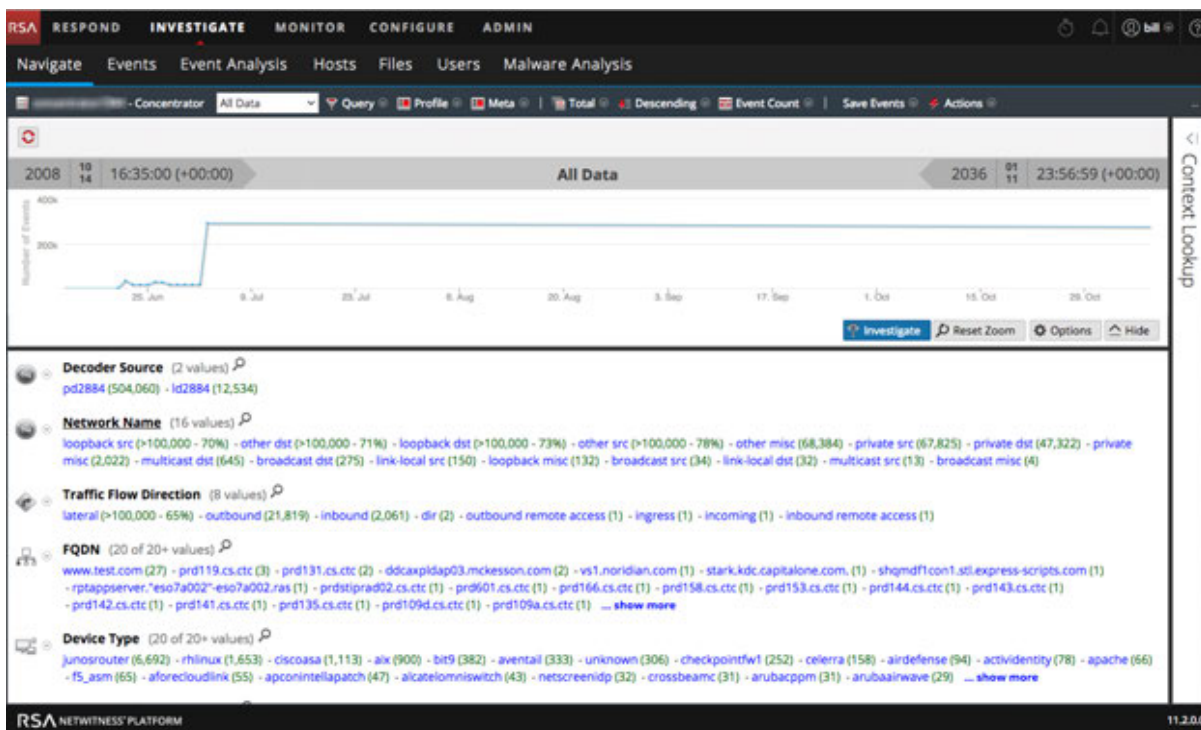 RSA RESPOND INVESTIGATE MONITOR CONFIGURE ADMIN bill
Navigate Events Event Analysis Hosts Files Users Malware Analysis
- Concentrator All Data Query Profile Meta | Total Descending Event Count | Save Events Actions
2008 10 14 16:35:00 (+00:00) All Data 2036 01 11 23:56:59 (+00:00)
Context Lookup
Number of Events
400k
200k
25. Jun 9. Jul 23. Jul 6. Aug 20. Aug 3. Sep 17. Sep 1. Oct 15. Oct 29. Oct
Investigate Reset Zoom Options Hide
Decoder Source (2 values)
pd2884 (504,060) - ld2884 (12,534)
Network Name (16 values)
loopback src (>100,000 - 70%) - other dst (>100,000 - 71%) - loopback dst (>100,000 - 73%) - other src (>100,000 - 78%) - other misc (68,384) - private src (67,825) - private dst (47,322) - private
misc (2,022) - multicast dst (645) - broadcast dst (275) - link-local src (150) - loopback misc (132) - broadcast src (34) - link-local dst (32) - multicast src (13) - broadcast misc (4)
Traffic Flow Direction (8 values)
lateral (>100,000 - 65%) - outbound (21,819) - inbound (2,061) - dir (2) - outbound remote access (1) - ingress (1) - incoming (1) - inbound remote access (1)
FQDN (20 of 20+ values)
www.test.com (27) - prd119.cs.ctc (3) - prd131.cs.ctc (2) - ddcaxpldap03.mckesson.com (2) - vs1.noridian.com (1) - stark.kdc.capitalone.com. (1) - shqmdf1con1.stl.express-scripts.com (1)
- rptappserver."eso7a002"-eso7a002.ras (1) - prdstiprad02.cs.ctc (1) - prd601.cs.ctc (1) - prd166.cs.ctc (1) - prd158.cs.ctc (1) - prd153.cs.ctc (1) - prd144.cs.ctc (1) - prd143.cs.ctc (1)
- prd142.cs.ctc (1) - prd141.cs.ctc (1) - prd135.cs.ctc (1) - prd109d.cs.ctc (1) - prd109a.cs.ctc (1) ... show more
Device Type (20 of 20+ values)
junosrouter (6,692) - rhlinux (1,653) - ciscoasa (1,113) - aix (900) - bit9 (382) - aventail (333) - unknown (306) - checkpointfw1 (252) - celerra (158) - airdefense (94) - actividentity (78) - apache (66)
- f5_asm (65) - aforecloudlink (55) - apconintellapatch (47) - alcatelomniswitch (43) - netscreenidp (32) - crossbeamc (31) - arubacppm (31) - arubaairwave (29) ... show more
RSA NETWITNESS® PLATFORM 11.2.0.0